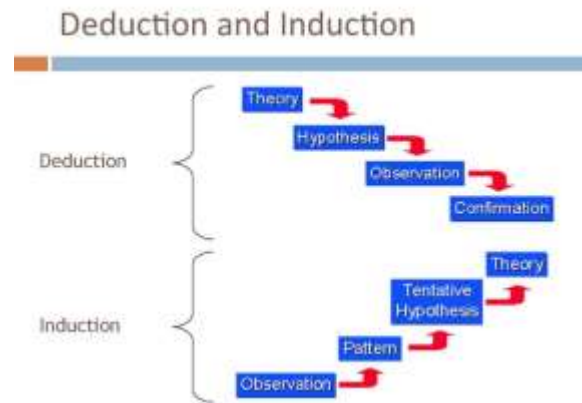 Deduction and Induction
Deduction
Theory
Hypothesis
Observation
Confirmation
Induction
Theory
Tentative
Hypothesis
Pattern
Observation